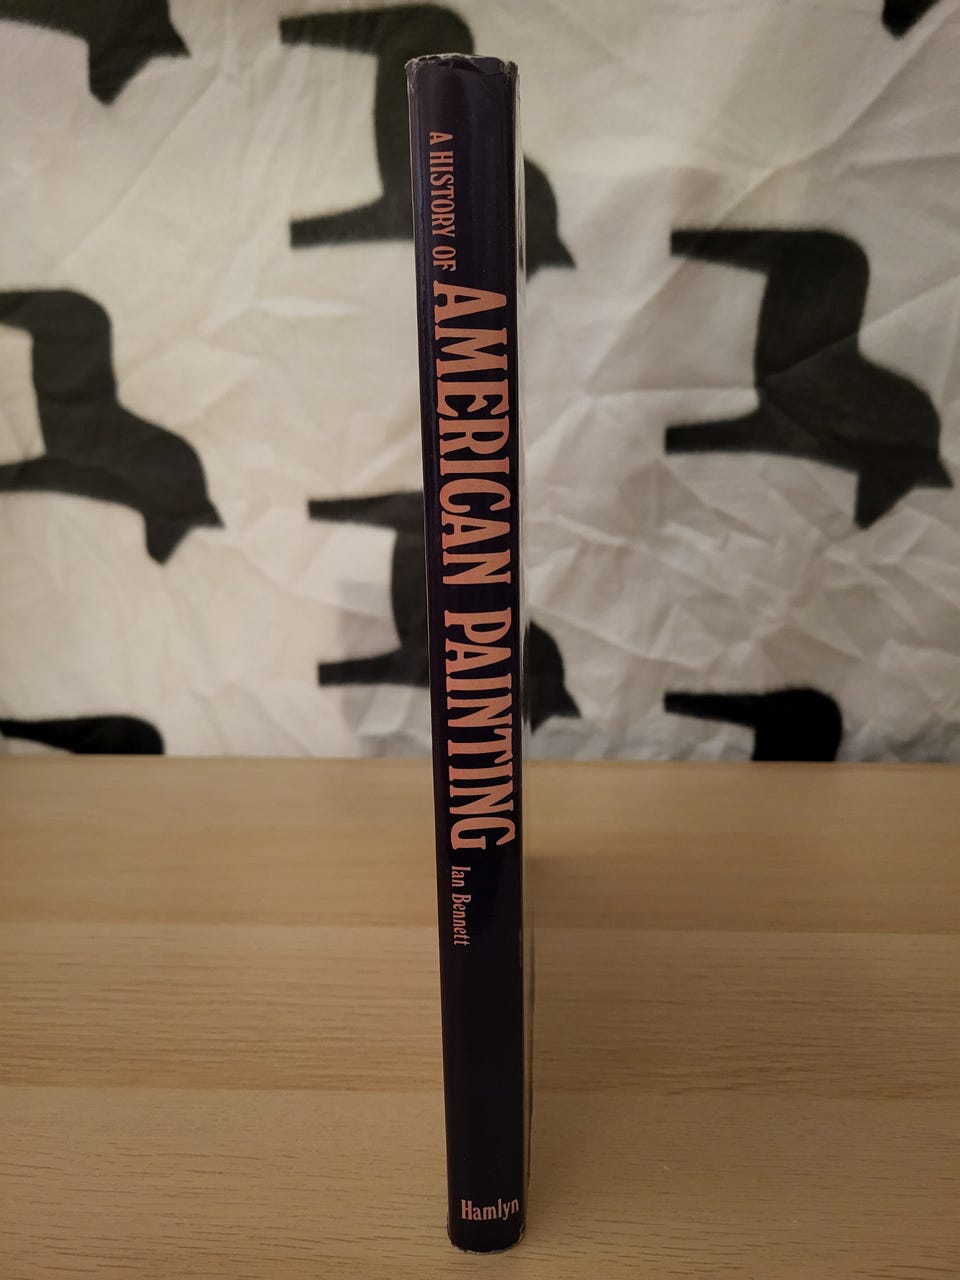 A HISTORY OF AMERICAN PAINTING Ian Bennett
Hamlyn